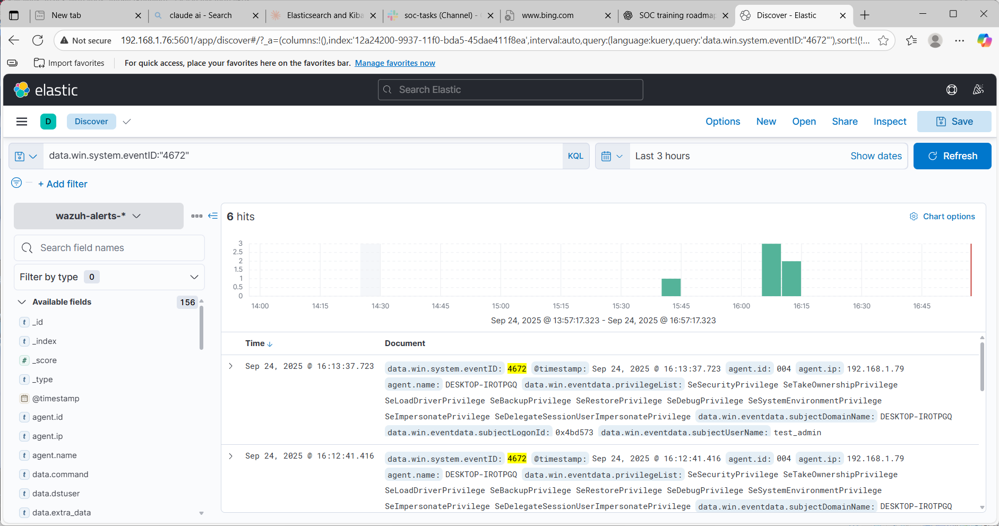 New tab
claude ai - Search
Elasticsearch and Kiba
soc-tasks (Channel) -
www.bing.com
SOC training roadmap
Discover - Elastic
Not secure
192.168.1.76:5601/app/discover#/?_a=(columns:!(),index:'12a24200-9937-11f0-bda5-45dae411f8ea',interval:auto,query:(language:kuery,query:'data.win.system.eventID:"4672"'),sort:!(!...
Import favorites
For quick access, place your favorites here on the favorites bar. Manage favorites now
elastic
Search Elastic
D
Discover
Options
New
Open
Share
Inspect
Save
data.win.system.eventID:"4672"
KQL
Last 3 hours
Show dates
Refresh
+ Add filter
wazuh-alerts-*
Search field names
Filter by type 0
Available fields 156
t _id
t _index
# _score
t _type
@timestamp
t agent.id
t agent.ip
t agent.name
t data.command
t data.dstuser
t data.extra_data
6 hits
Chart options
3
2.5
2
1.5
1
0.5
0
14:00 14:15 14:30 14:45 15:00 15:15 15:30 15:45 16:00 16:15 16:30 16:45
Sep 24, 2025 @ 13:57:17.323 - Sep 24, 2025 @ 16:57:17.323
Time Document
Sep 24, 2025 @ 16:13:37.723
data.win.system.eventID: 4672 @timestamp: Sep 24, 2025 @ 16:13:37.723 agent.id: 004 agent.ip: 192.168.1.79
agent.name: DESKTOP-IROTPGQ data.win.eventdata.privilegeList: SeSecurityPrivilege SeTakeOwnershipPrivilege
SeLoadDriverPrivilege SeBackupPrivilege SeRestorePrivilege SeDebugPrivilege SeSystemEnvironmentPrivilege
SeImpersonatePrivilege SeDelegateSessionUserImpersonatePrivilege data.win.eventdata.subjectDomainName: DESKTOP-IROTPGQ
data.win.eventdata.subjectLogonId: 0x4bd573 data.win.eventdata.subjectUserName: test_admin
Sep 24, 2025 @ 16:12:41.416
data.win.system.eventID: 4672 @timestamp: Sep 24, 2025 @ 16:12:41.416 agent.id: 004 agent.ip: 192.168.1.79
agent.name: DESKTOP-IROTPGQ data.win.eventdata.privilegeList: SeSecurityPrivilege SeTakeOwnershipPrivilege
SeLoadDriverPrivilege SeBackupPrivilege SeRestorePrivilege SeDebugPrivilege SeSystemEnvironmentPrivilege
SeImpersonatePrivilege SeDelegateSessionUserImpersonatePrivilege data.win.eventdata.subjectDomainName: DESKTOP-IROTPGQ